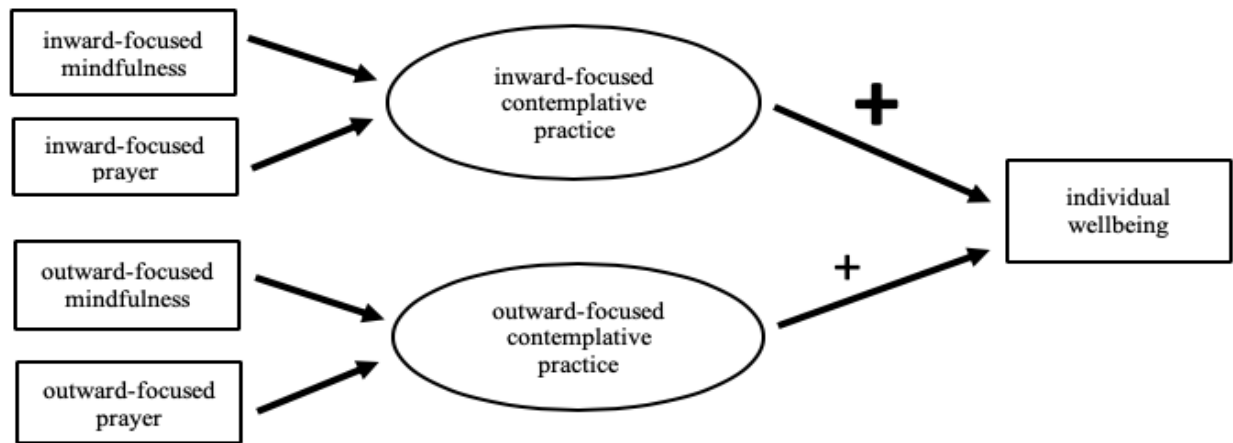 inward-focused
mindfulness
inward-focused
prayer
inward-focused
contemplative
practice
+
individual
wellbeing
outward-focused
mindfulness
outward-focused
prayer
outward-focused
contemplative
practice
+